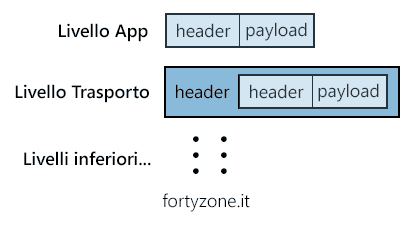 Livello App header payload
Livello Trasporto header header payload
Livelli inferiori...
fortyzone.it